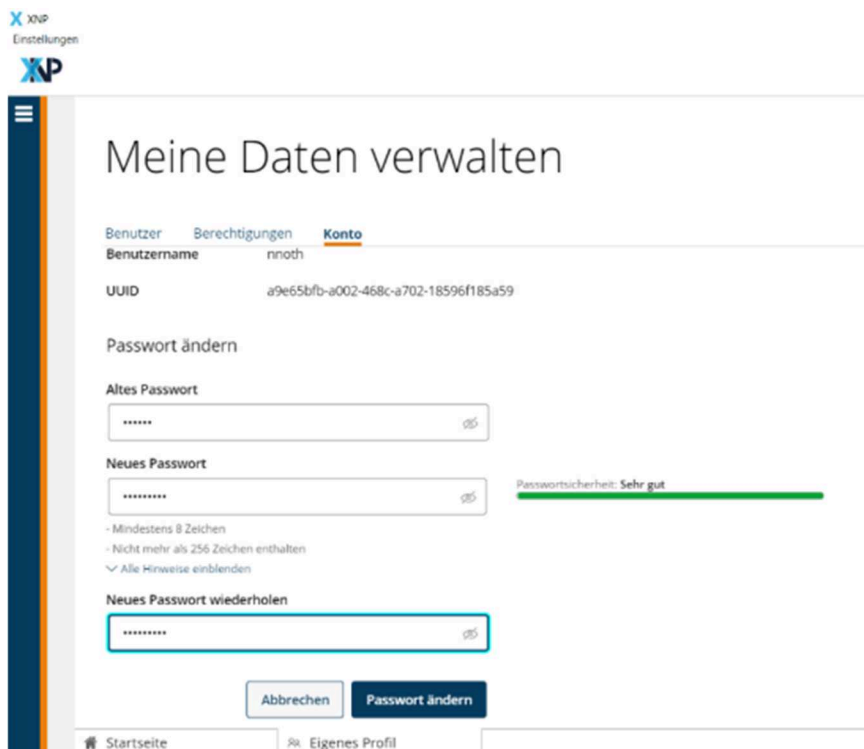 XNP
Einstellungen
XNP
Meine Daten verwalten
Benutzer Berechtigungen Konto
Benutzername nnoth
UUID a9e65bfb-a002-468c-a702-18596f185a59
Passwort ändern
Altes Passwort
••••••
Neues Passwort
•••••••••
Passwortsicherheit: Sehr gut
- Mindestens 8 Zeichen
- Nicht mehr als 256 Zeichen enthalten
Alle Hinweise einblenden
Neues Passwort wiederholen
•••••••••
Abbrechen Passwort ändern
Startseite Eigenes Profil